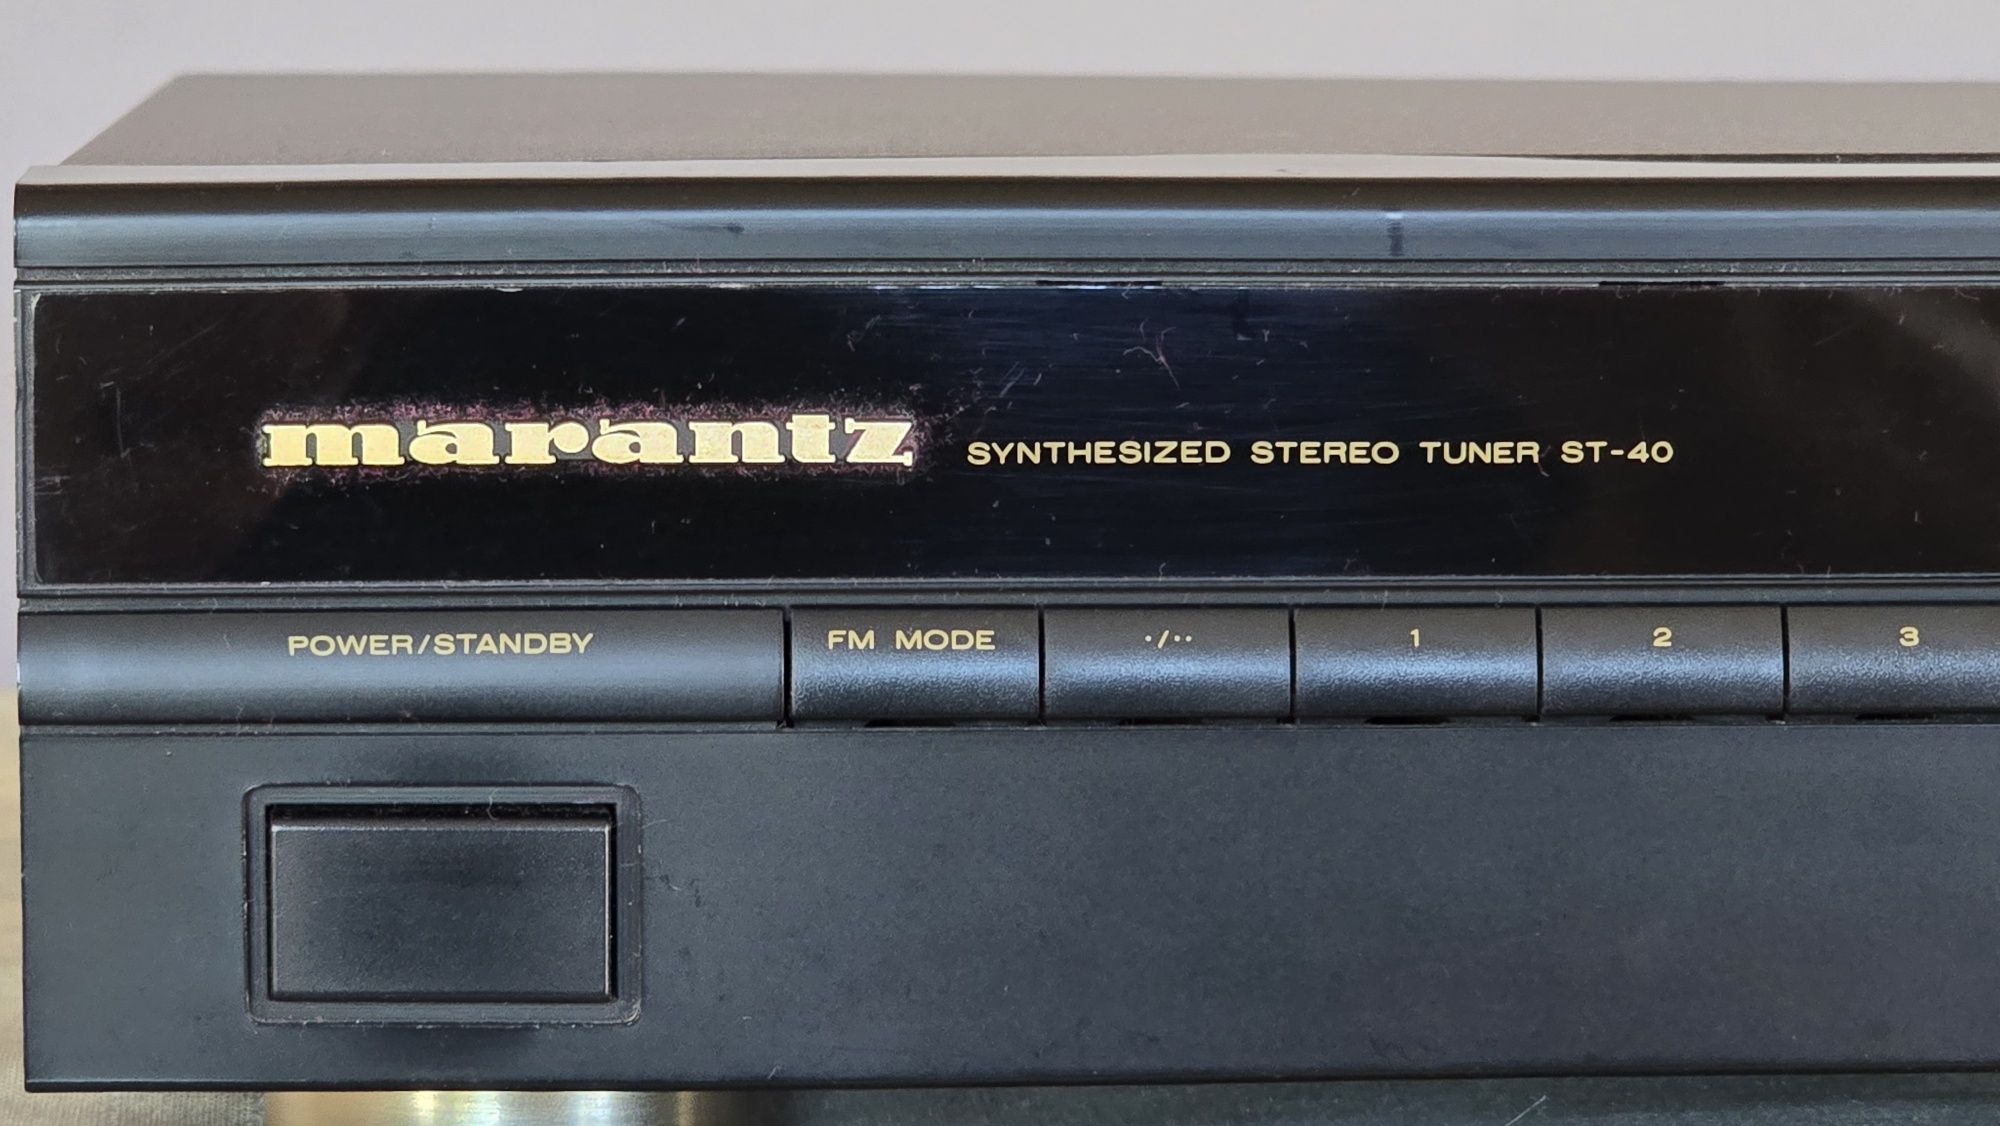 marantz SYNTHESIZED STEREO TUNER ST-40
POWER/STANDBY FM MODE ·/·· 1 2 3